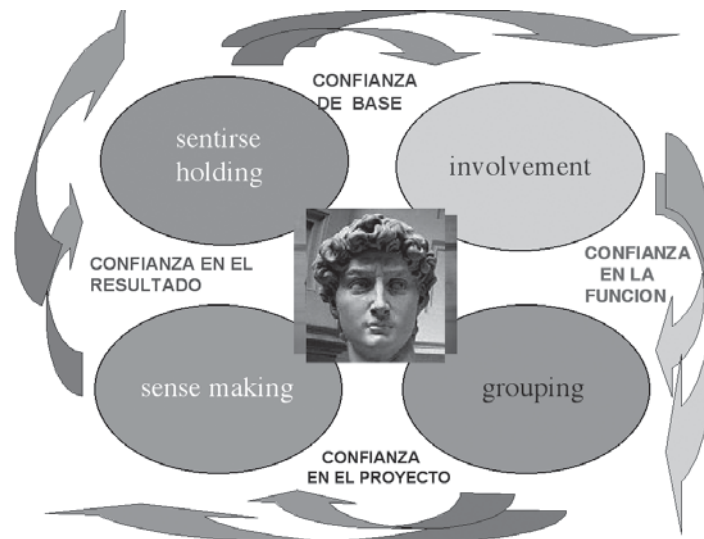 CONFIANZA
DE BASE
sentirse
holding
involvement
CONFIANZA EN EL
RESULTADO
CONFIANZA
EN LA
FUNCION
sense making
grouping
CONFIANZA
EN EL PROYECTO